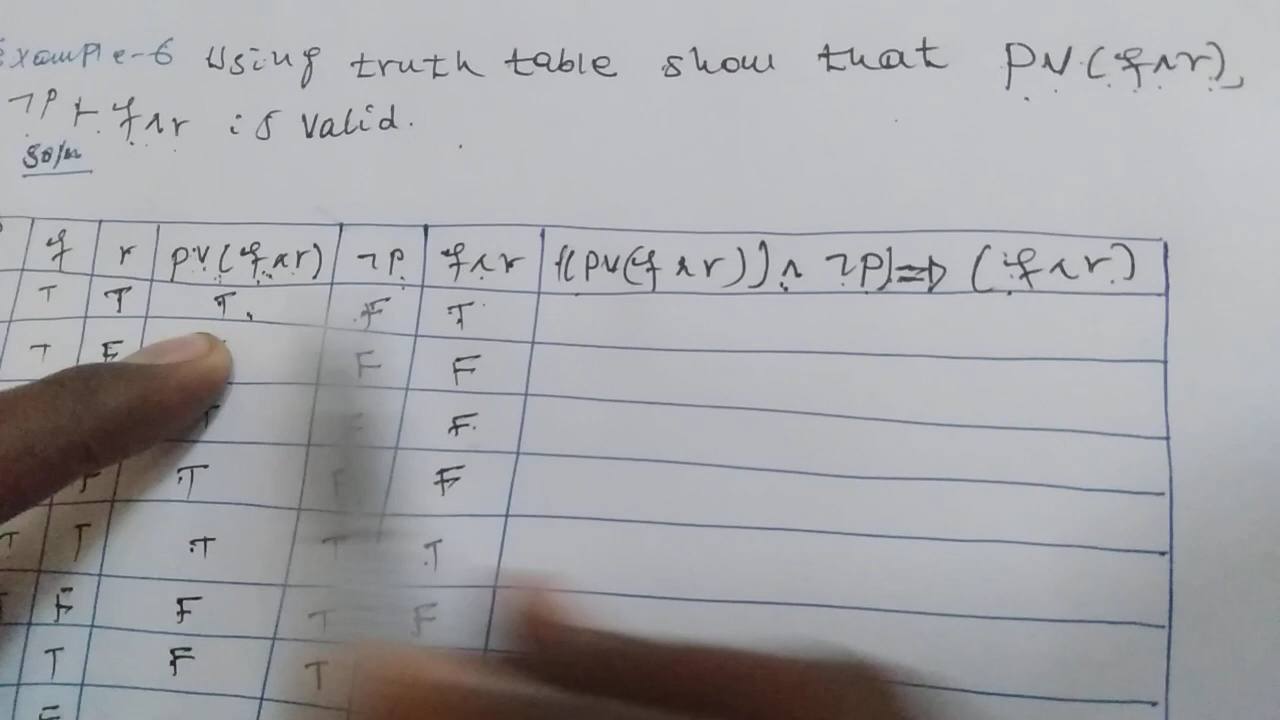 Example-6 Using truth table show that p∨(q∧r),
¬p ⊢ q∧r is valid.
Soln
q r p∨(q∧r) ¬p q∧r [(p∨(q∧r))∧ ¬p]⇒ (q∧r)
T T T F T
T F F F
T F
T F
T T T T T
F F T F
T F T